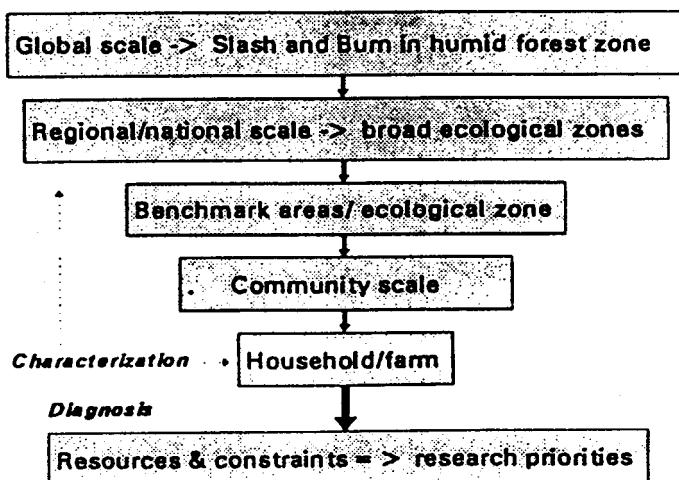 Global scale -> Slash and Burn in humid forest zone
Regional/national scale -> broad ecological zones
Benchmark areas/ ecological zone
Community scale
Characterization
Household/farm
Diagnosis
Resources & constraints = > research priorities